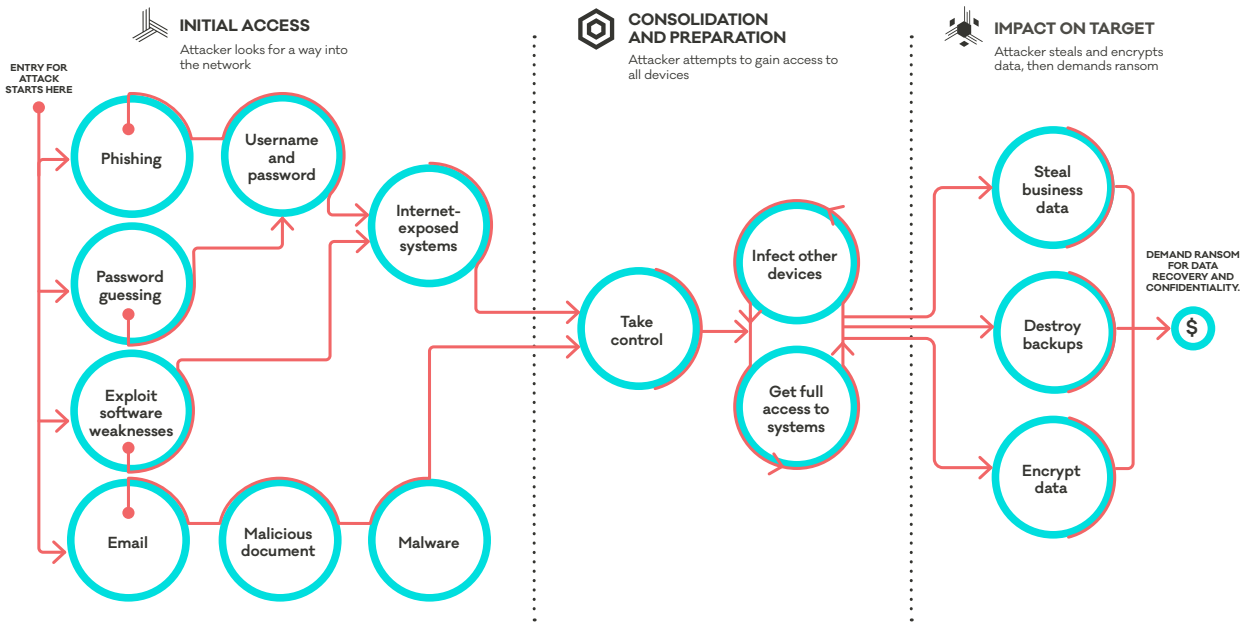 INITIAL ACCESS
Attacker looks for a way into
the network
CONSOLIDATION
AND PREPARATION
Attacker attempts to gain access to
all devices
IMPACT ON TARGET
Attacker steals and encrypts
data, then demands ransom
ENTRY FOR
ATTACK
STARTS HERE
Phishing
Username
and
password
Password
guessing
Internet-
exposed
systems
Exploit
software
weaknesses
Email
Malicious
document
Malware
Take
control
Infect other
devices
Get full
access to
systems
Steal
business
data
Destroy
backups
Encrypt
data
DEMAND RANSOM
FOR DATA
RECOVERY AND
CONFIDENTIALITY.
$